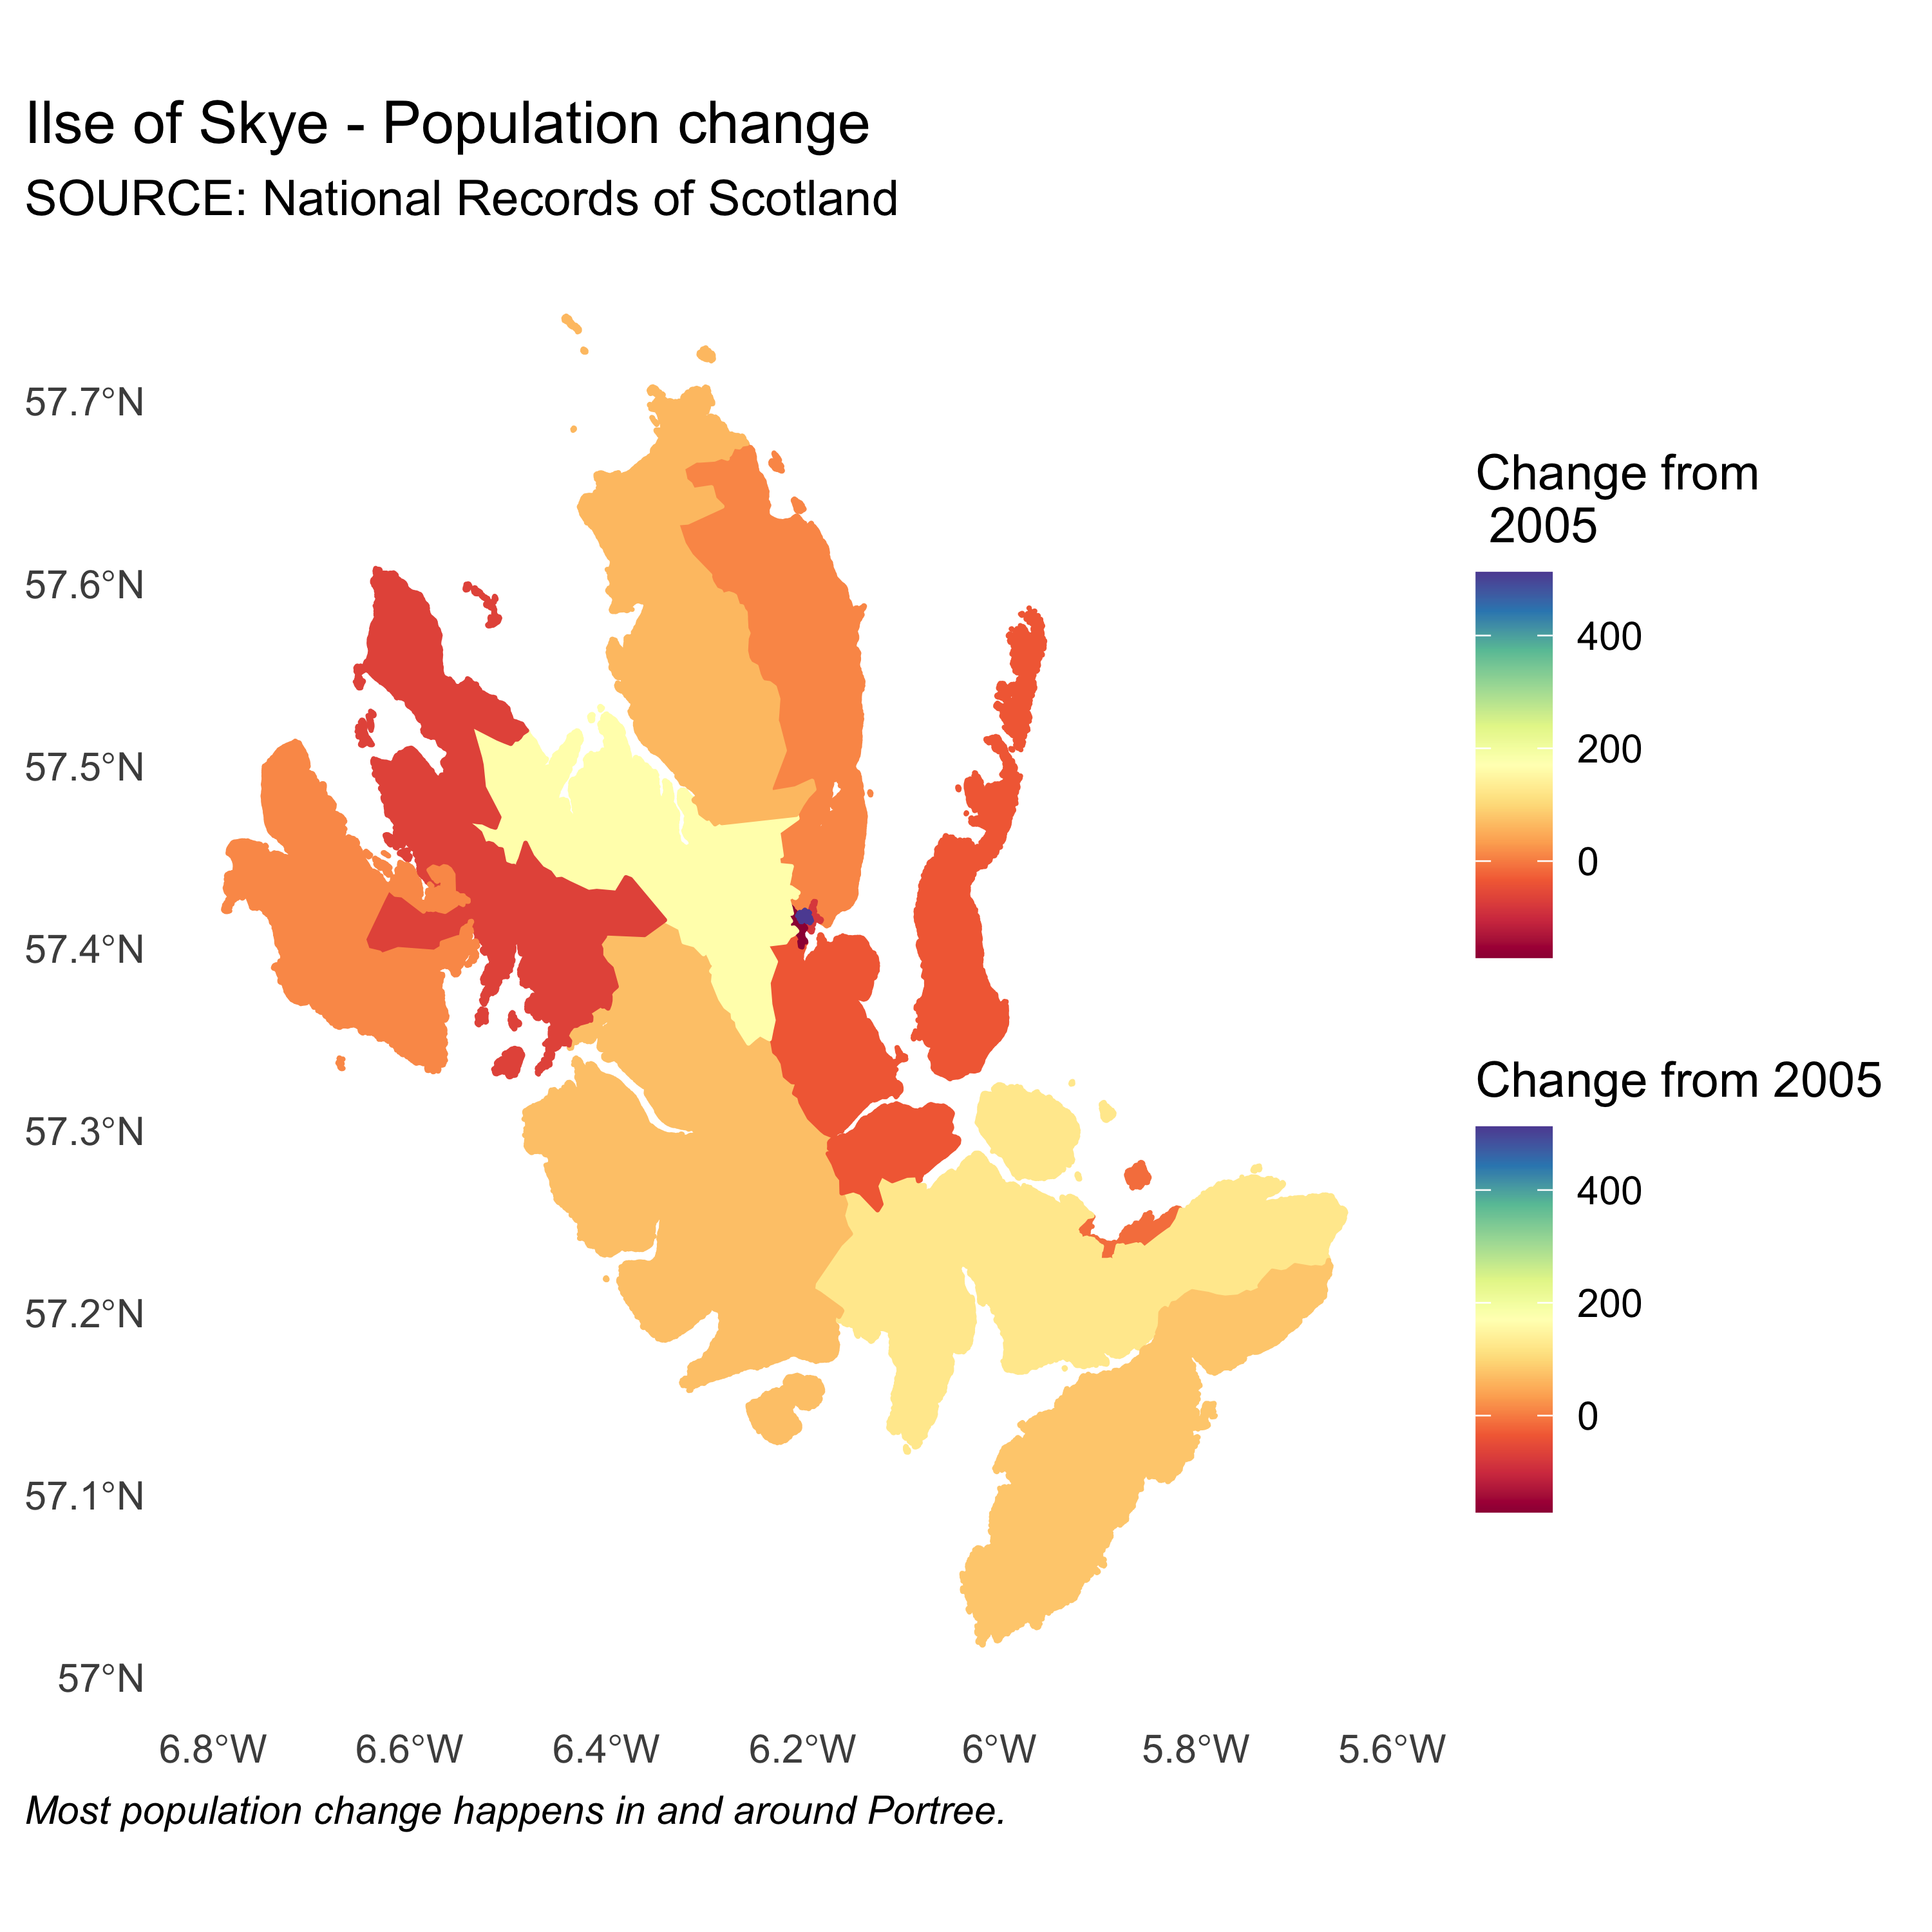 Ilse of Skye - Population change
SOURCE: National Records of Scotland
57.7°N
57.6°N
57.5°N
57.4°N
57.3°N
57.2°N
57.1°N
57°N
6.8°W 6.6°W 6.4°W 6.2°W 6°W 5.8°W 5.6°W
Change from
2005
400
200
0
Change from 2005
400
200
0
Most population change happens in and around Portree.